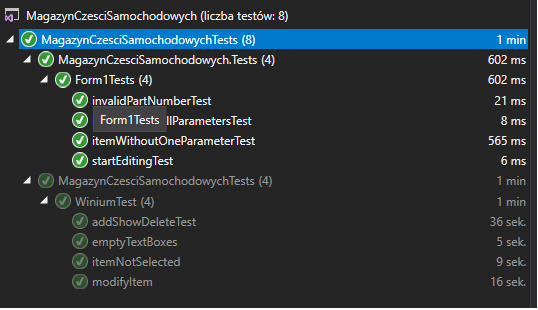 MagazynCzesciSamochodowych (liczba testów: 8)
MagazynCzesciSamochodowychTests (8) 1 min
MagazynCzesciSamochodowych.Tests (4) 602 ms
Form1Tests (4) 602 ms
invalidPartNumberTest 21 ms
Form1Tests llParametersTest 8 ms
itemWithoutOneParameterTest 565 ms
startEditingTest 6 ms
MagazynCzesciSamochodowychTests (4) 1 min
WiniumTest (4) 1 min
addShowDeleteTest 36 sek.
emptyTextBoxes 5 sek.
itemNotSelected 9 sek.
modifyItem 16 sek.